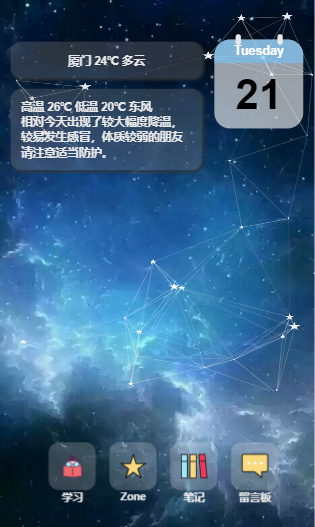 厦门 24℃ 多云
Tuesday
21
高温 26℃ 低温 20℃ 东风
相对今天出现了较大幅度降温，
较易发生感冒，体质较弱的朋友
请注意适当防护。
学习
Zone
笔记
留言板